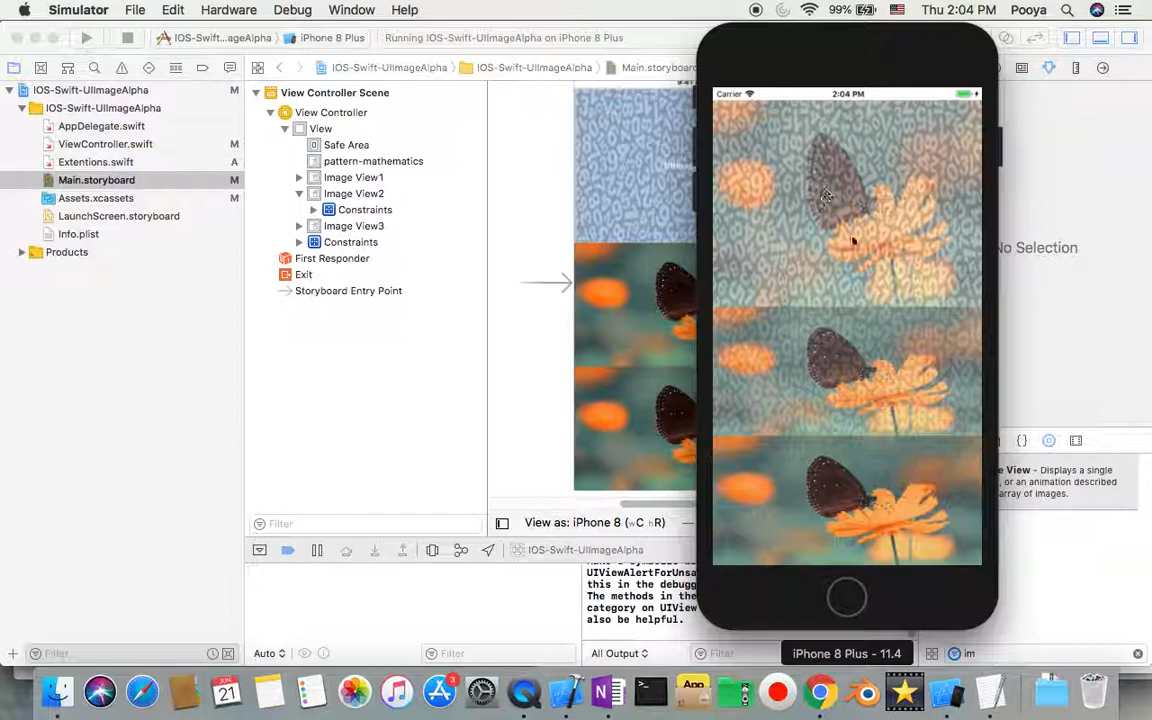 Simulator File Edit Hardware Debug Window Help 99% Thu 2:04 PM Pooya
IOS-Swift...ageAlpha iPhone 8 Plus Running IOS-Swift-UIImageAlpha on iPhone 8 Plus
IOS-Swift-UIImageAlpha IOS-Swift-UIImageAlpha Main.storyboard
IOS-Swift-UIImageAlpha M
IOS-Swift-UIImageAlpha
AppDelegate.swift
ViewController.swift M
Extentions.swift A
Main.storyboard M
Assets.xcassets M
LaunchScreen.storyboard
Info.plist
Products
View Controller Scene
View Controller
View
Safe Area
pattern-mathematics
Image View1
Image View2
Constraints
Image View3
Constraints
First Responder
Exit
Storyboard Entry Point
Carrier 2:04 PM
No Selection
e View - Displays a single
, or an animation described
array of images.
Filter
View as: iPhone 8 (wC hR)
IOS-Swift-UIImageAlpha
UIViewAlertForUnsa
this in the debugg
The methods in the
category on UIView
also be helpful.
Filter
Auto
Filter
All Output
Filter
iPhone 8 Plus - 11.4
im
JUN
21
3
App